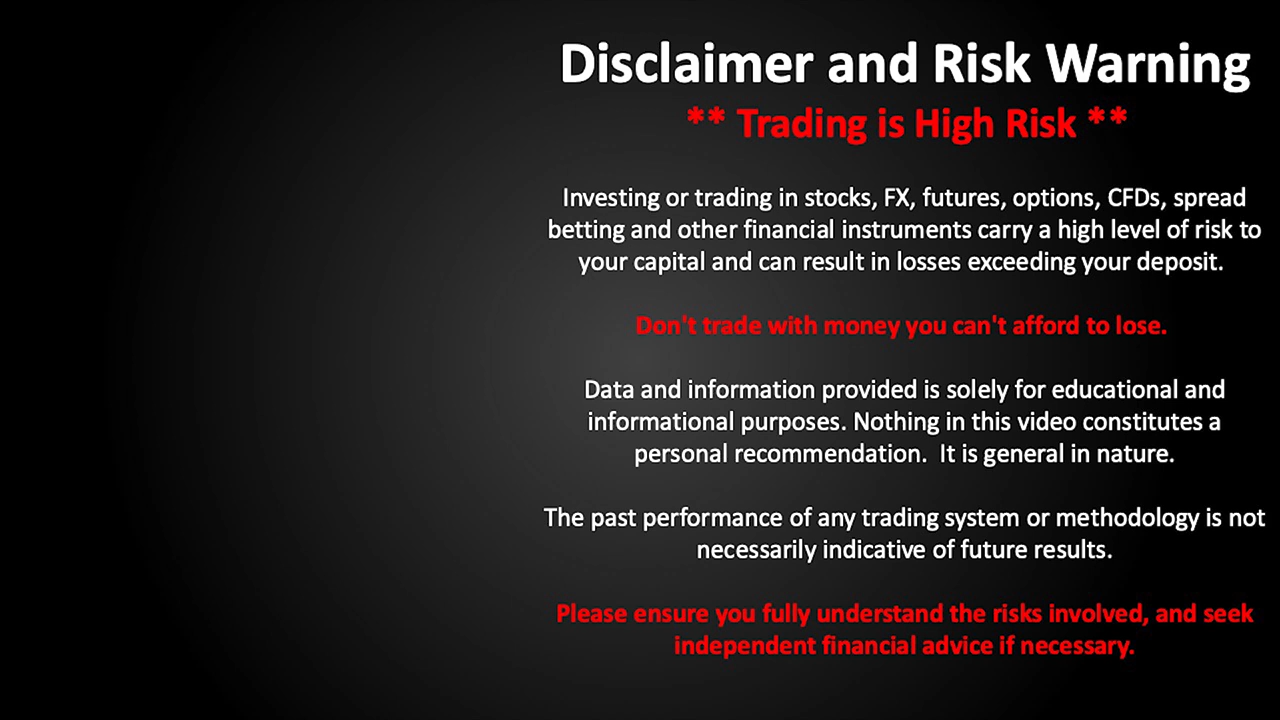 Disclaimer and Risk Warning
** Trading is High Risk **
Investing or trading in stocks, FX, futures, options, CFDs, spread
betting and other financial instruments carry a high level of risk to
your capital and can result in losses exceeding your deposit.
Don't trade with money you can't afford to lose.
Data and information provided is solely for educational and
informational purposes. Nothing in this video constitutes a
personal recommendation.  It is general in nature.
The past performance of any trading system or methodology is not
necessarily indicative of future results.
Please ensure you fully understand the risks involved, and seek
independent financial advice if necessary.